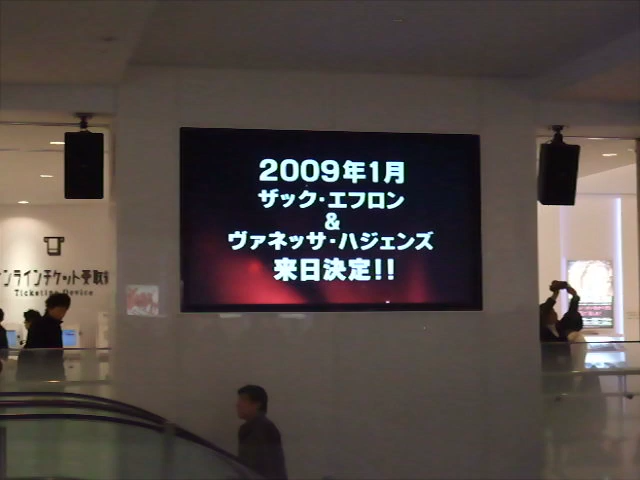 2009年1月
ザック・エフロン
&
ヴァネッサ・ハジェンズ
来日決定!!
ンラインチケット受取
Ticketing Device